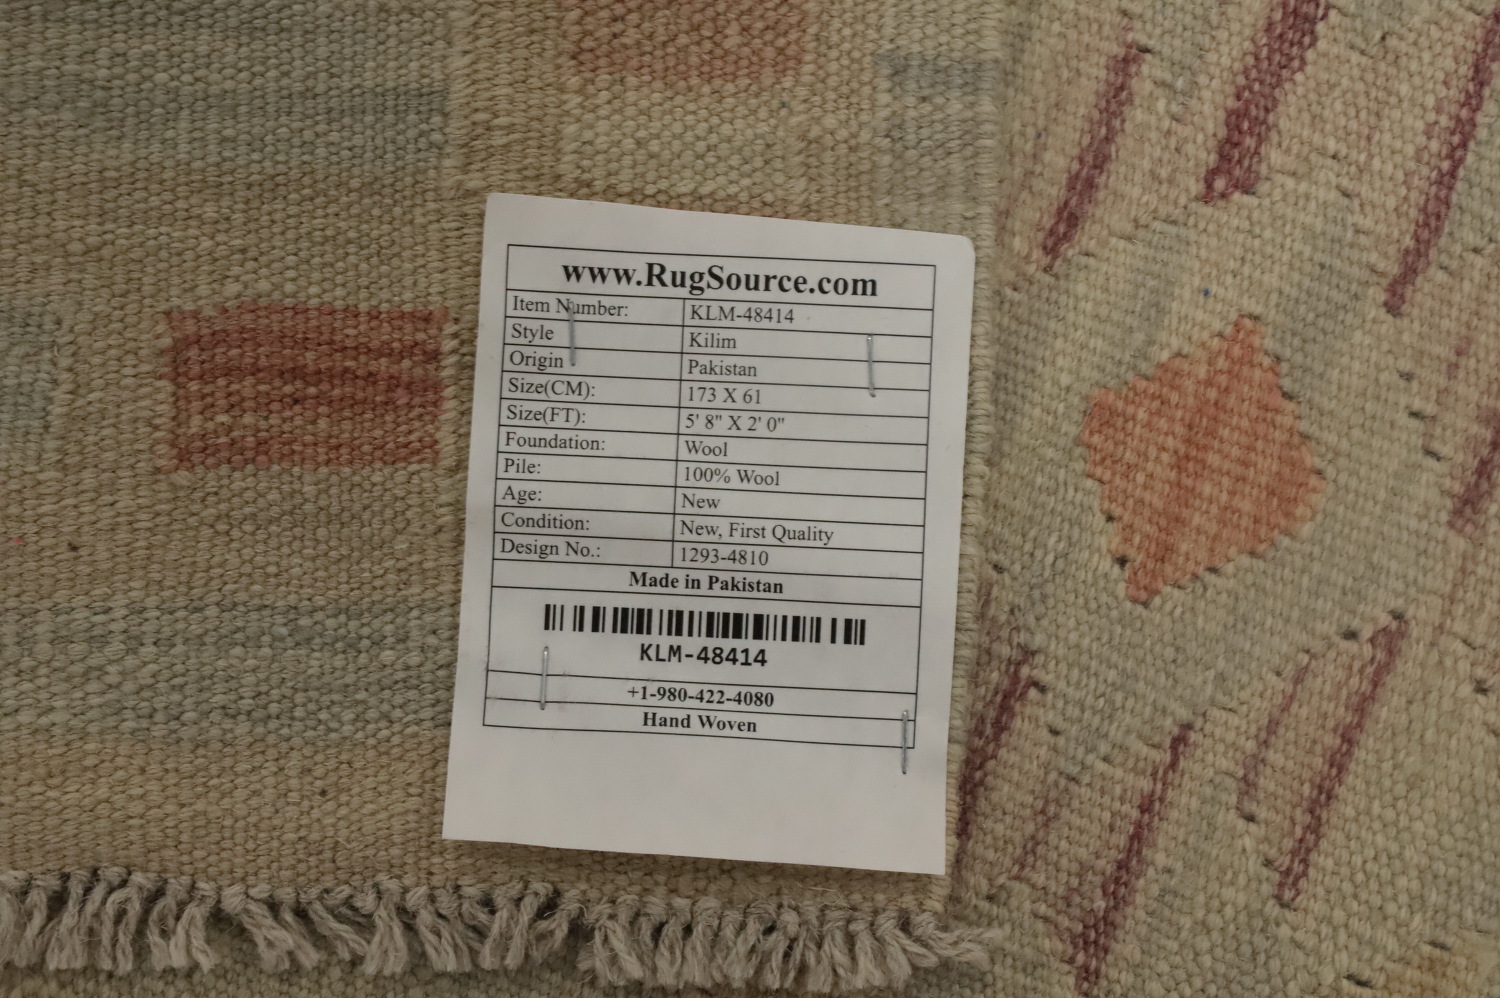 www.RugSource.com
Item Number: KLM-48414
Style Kilim
Origin Pakistan
Size(CM): 173 X 61
Size(FT): 5' 8" X 2' 0"
Foundation: Wool
Pile: 100% Wool
Age: New
Condition: New, First Quality
Design No.: 1293-4810
Made in Pakistan
KLM-48414
+1-980-422-4080
Hand Woven